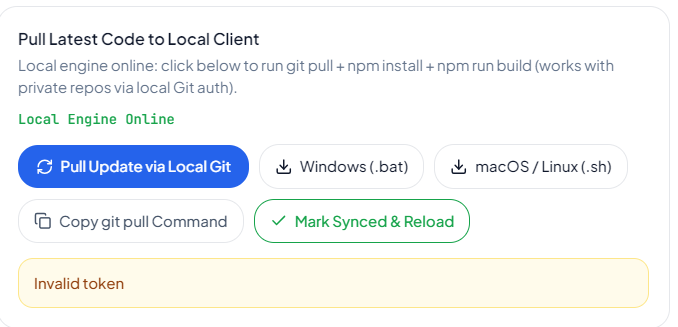 Pull Latest Code to Local Client
Local engine online: click below to run git pull + npm install + npm run build (works with
private repos via local Git auth).
Local Engine Online
Pull Update via Local Git
Windows (.bat)
macOS / Linux (.sh)
Copy git pull Command
Mark Synced & Reload
Invalid token